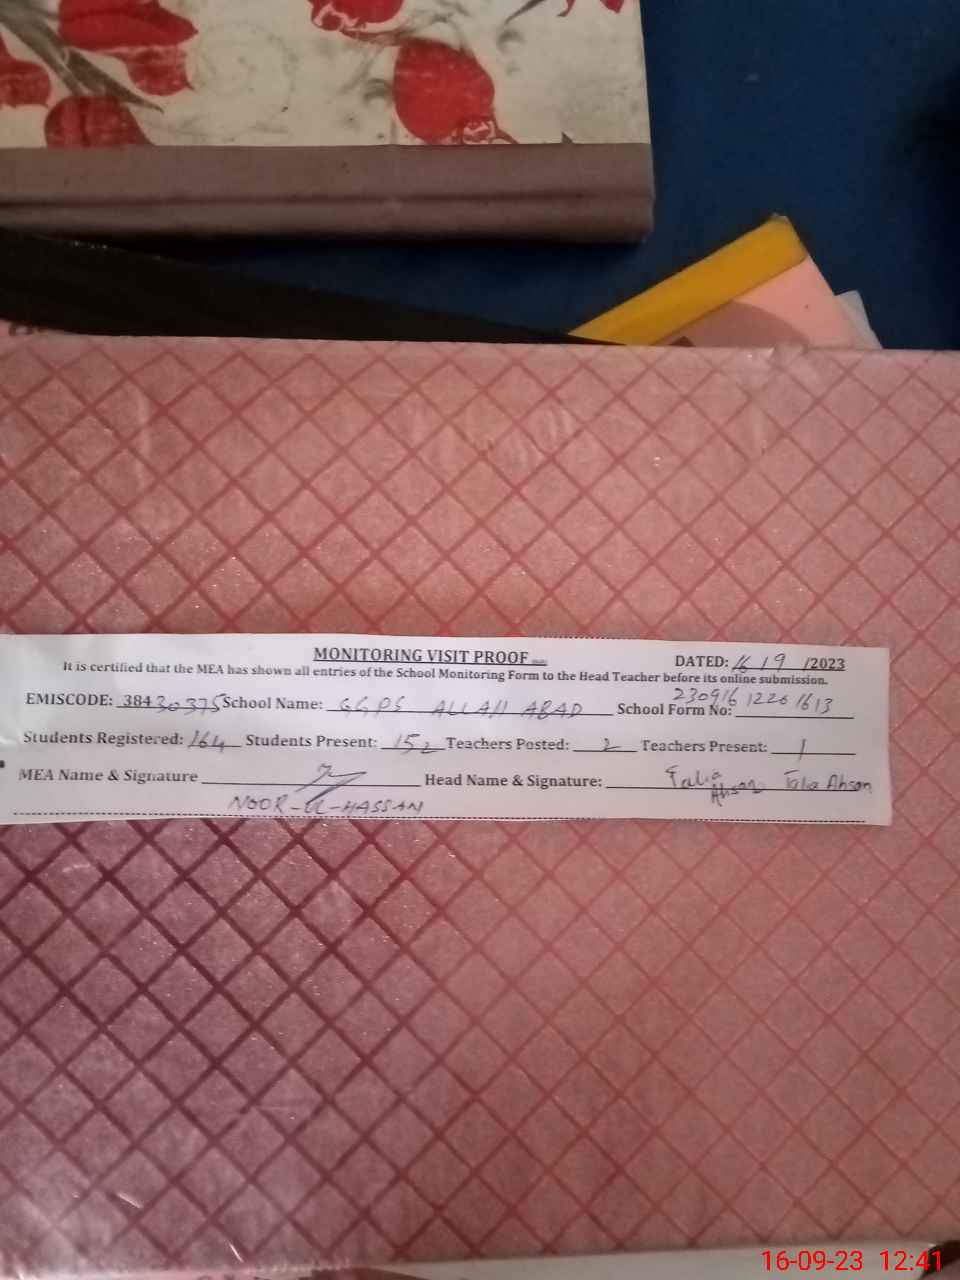 MONITORING VISIT PROOF
DATED: 16/9/2023
It is certified that the MEA has shown all entries of the School Monitoring Form to the Head Teacher before its online submission.
EMISCODE: 38430375 School Name: GGPS ALLAH ABAD School Form No: 230916 1220 1613
Students Registered: 164 Students Present: 152 Teachers Posted: 2 Teachers Present: 1
MEA Name & Signature Head Name & Signature: Talia Ahson Talia Ahson
NOOR-UL-HASSAN
16-09-23 12:41